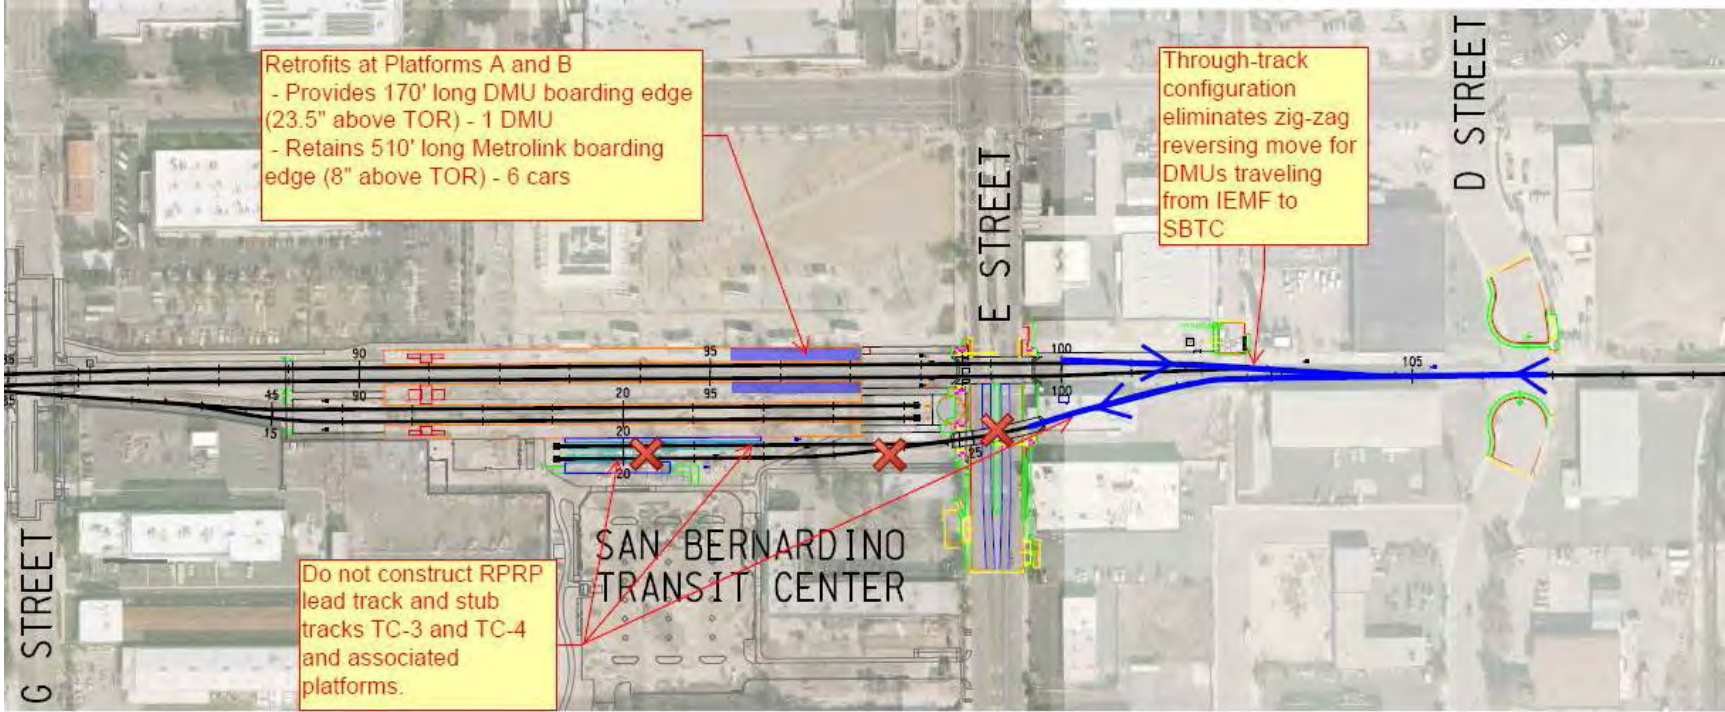 Retrofits at Platforms A and B
- Provides 170' long DMU boarding edge
(23.5" above TOR) - 1 DMU
- Retains 510' long Metrolink boarding
edge (8" above TOR) - 6 cars
Through-track
configuration
eliminates zig-zag
reversing move for
DMUs traveling
from IEMF to
SBTC
D STREET
E STREET
90
95
100
105
45
90
20
95
100
15
20
25
20
SAN BERNARDINO
TRANSIT CENTER
G STREET
Do not construct RPRP
lead track and stub
tracks TC-3 and TC-4
and associated
platforms.